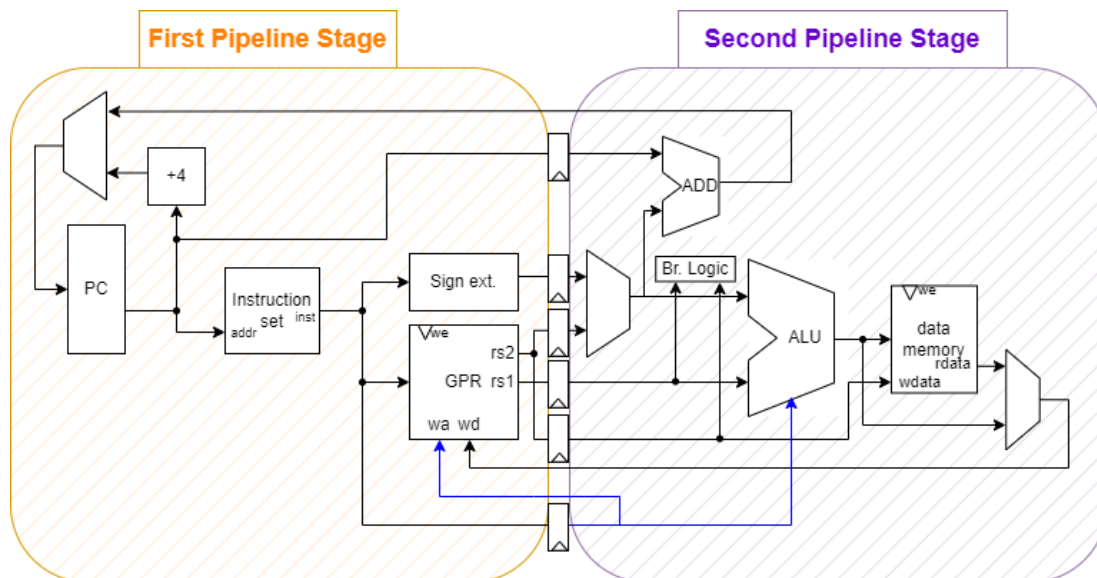 First Pipeline Stage
Second Pipeline Stage
+4
ADD
PC
Instruction
set
addr
inst
Sign ext.
Br. Logic
we
rs2
GPR
rs1
wa
wd
ALU
we
data
memory
rdata
wdata